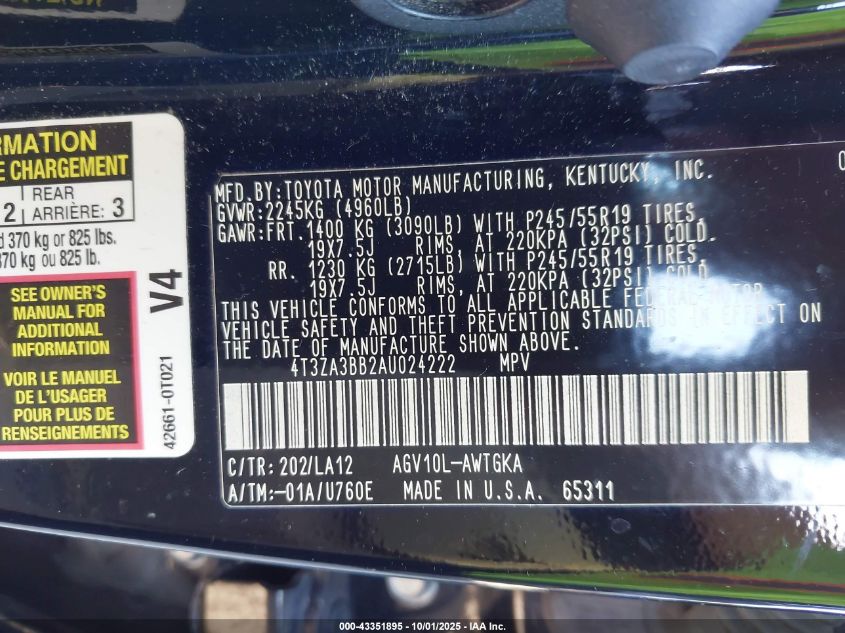 RMATION
E CHARGEMENT
2 REAR
ARRIÈRE: 3
d 370 kg or 825 lbs.
370 kg ou 825 lb.
SEE OWNER'S
MANUAL FOR
ADDITIONAL
INFORMATION
VOIR LE MANUEL
DE L'USAGER
POUR PLUS DE
RENSEIGNEMENTS
V4
42661-0T021
0
MFD.BY:TOYOTA MOTOR MANUFACTURING, KENTUCKY, INC.
GVWR:2245KG (4960LB)
GAWR:FRT.1400 KG (3090LB) WITH P245/55R19 TIRES,
19X7.5J RIMS, AT 220KPA (32PSI) COLD.
RR. 1230 KG (2715LB) WITH P245/55R19 TIRES,
19X7.5J RIMS, AT 220KPA (32PSI) COLD.
THIS VEHICLE CONFORMS TO ALL APPLICABLE FEDERAL MOTOR
VEHICLE SAFETY AND THEFT PREVENTION STANDARDS IN EFFECT ON
THE DATE OF MANUFACTURE SHOWN ABOVE.
4T3ZA3BB2AU024222 MPV
C/TR:202/LA12 AGV10L-AWTGKA
A/TM:-01A/U760E MADE IN U.S.A. 65311
000-43351895 - 10/01/2025 - IAA Inc.